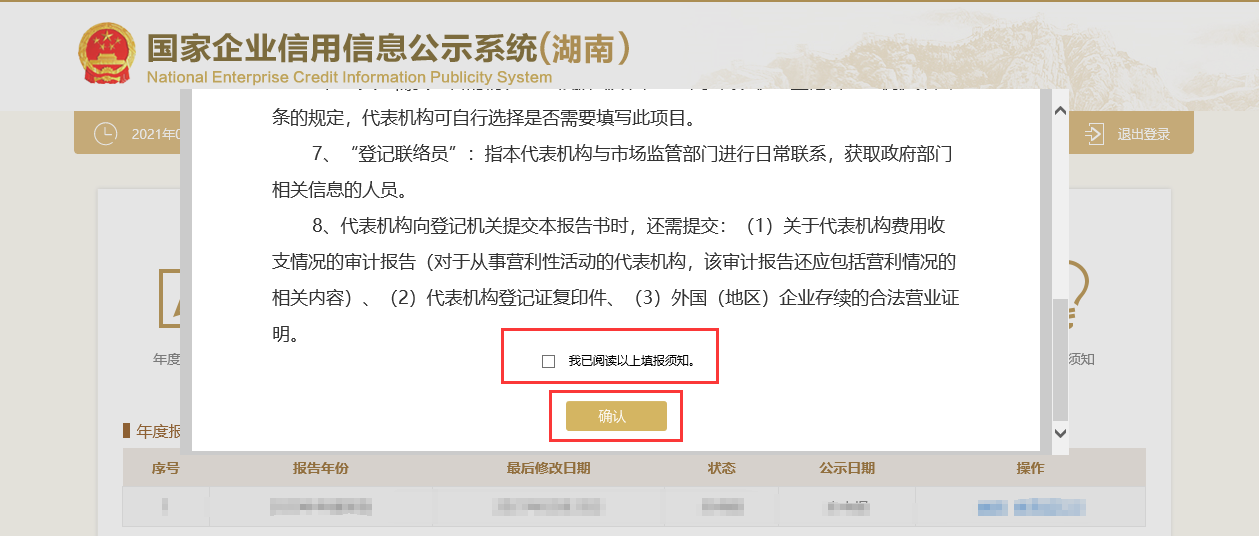 国家企业信用信息公示系统(湖南)
National Enterprise Credit Information Publicity System
条的规定，代表机构可自行选择是否需要填写此项目。
2021年0
退出登录
7、“登记联络员”：指本代表机构与市场监管部门进行日常联系，获取政府部门
相关信息的人员。
8、代表机构向登记机关提交本报告书时，还需提交：（1）关于代表机构费用收
支情况的审计报告（对于从事营利性活动的代表机构，该审计报告还应包括营利情况的
相关内容）、（2）代表机构登记证复印件、（3）外国（地区）企业存续的合法营业证
明。
年度
须知
我已阅读以上填报须知。
确认
年度报
序号 报告年份 最后修改日期 状态 公示日期 操作